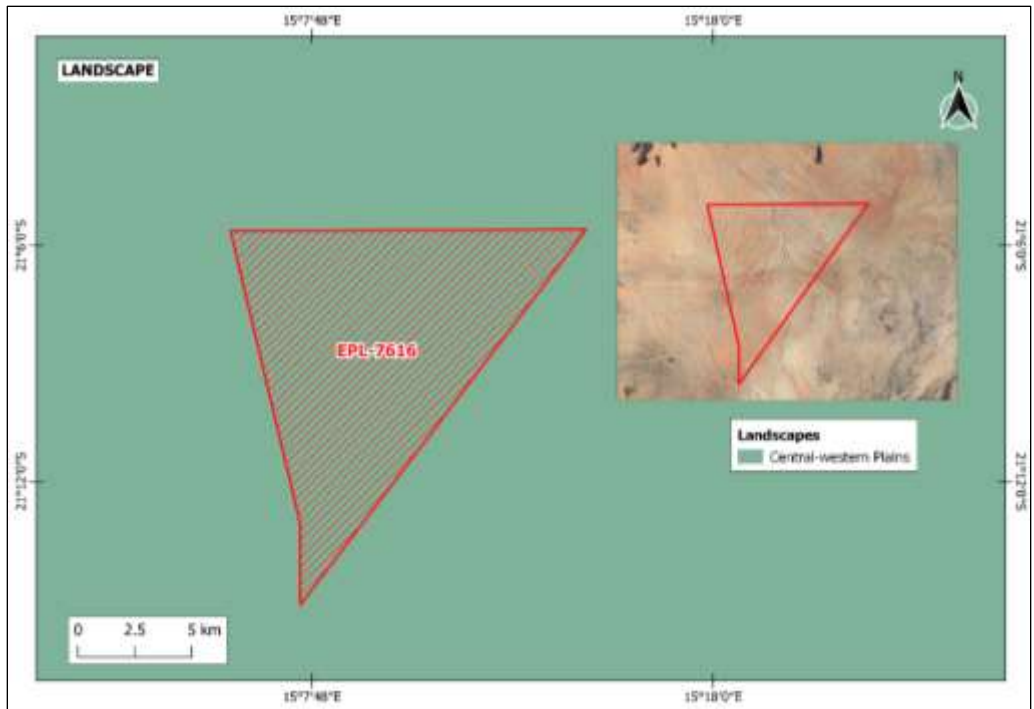 15°7'48"E 15°18'0"E
LANDSCAPE
N
21°6'0"S 21°6'0"S
EPL-7616
Landscapes
Central-western Plains
21°12'0"S 21°12'0"S
0 2.5 5 km
15°7'48"E 15°18'0"E